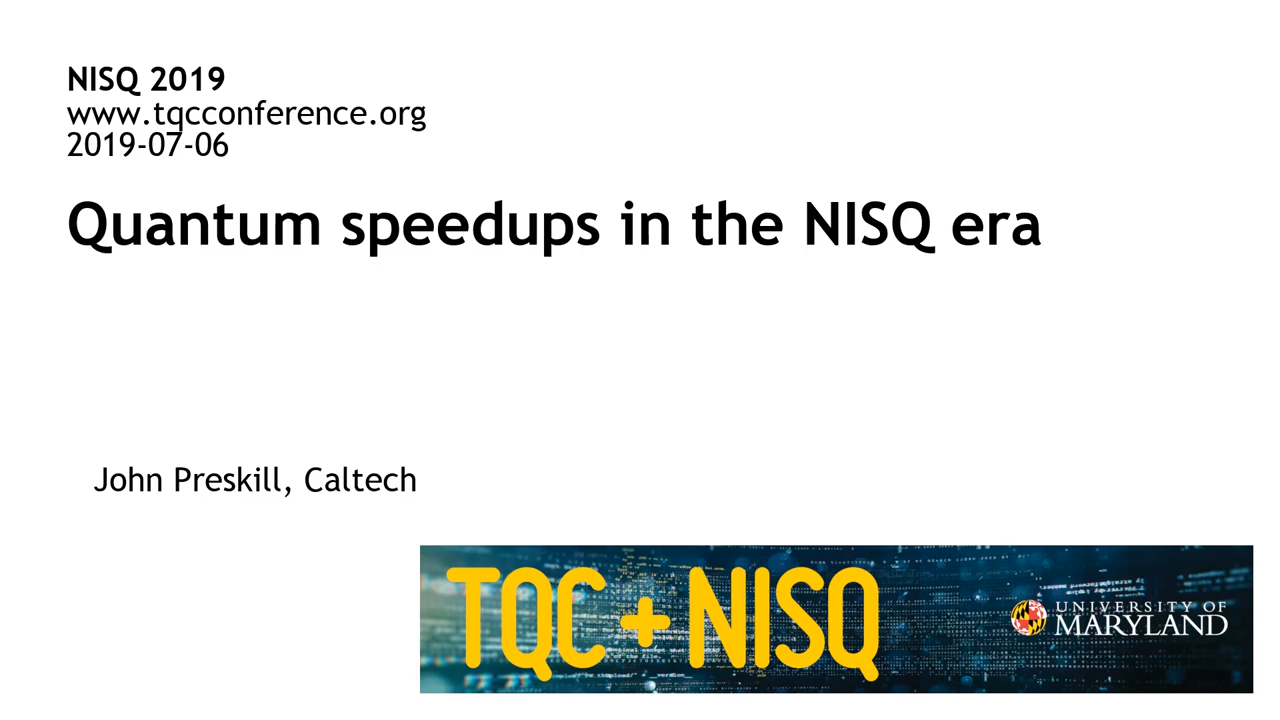 NISQ 2019
www.tqcconference.org
2019-07-06
Quantum speedups in the NISQ era
John Preskill, Caltech
TQC + NISQ
UNIVERSITY OF
MARYLAND